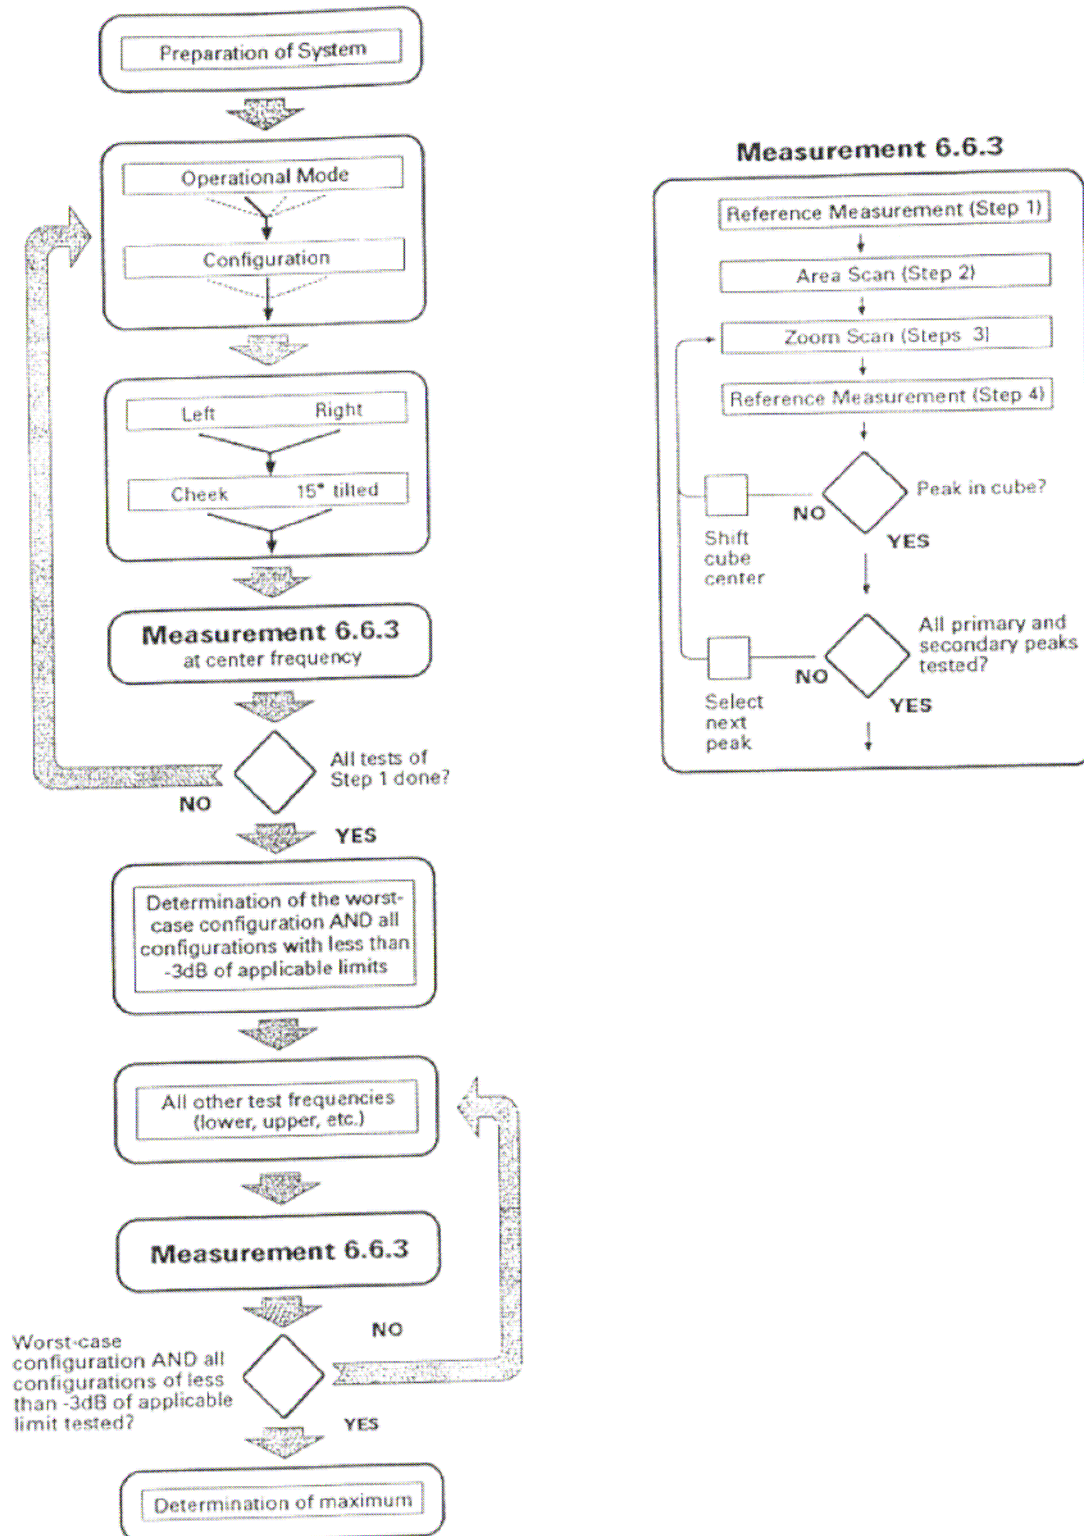 Preparation of System
Operational Mode
Configuration
Left Right
Cheek 15° tilted
Measurement 6.6.3
at center frequency
All tests of
Step 1 done?
NO
YES
Determination of the worst-
case configuration AND all
configurations with less than
-3dB of applicable limits
All other test frequencies
(lower, upper, etc.)
Measurement 6.6.3
NO
Worst-case
configuration AND all
configurations of less
than -3dB of applicable
limit tested?
YES
Determination of maximum
Measurement 6.6.3
Reference Measurement (Step 1)
Area Scan (Step 2)
Zoom Scan (Steps 3)
Reference Measurement (Step 4)
Peak in cube?
NO
YES
Shift
cube
center
All primary and
secondary peaks
tested?
NO
YES
Select
next
peak